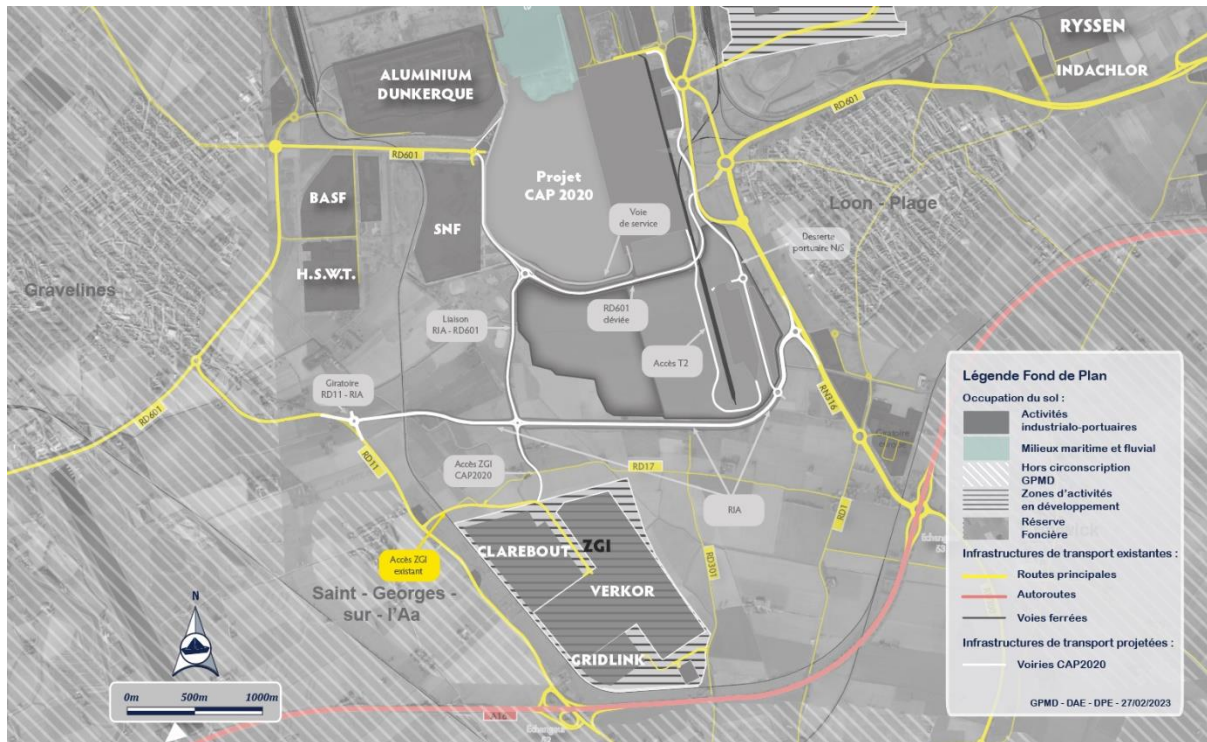 RYSSEN
INDACHLOR
ALUMINIUM
DUNKERQUE
RD601
RD601
Projet
CAP 2020
BASF
SNF
H.S.W.T.
Loon - Plage
Gravelines
Voie
de service
Desserte
portuaire N/S
Liaison
RIA - RD601
RD601
déviée
Accès T2
Giratoire
RD11 - RIA
RD601
RD11
RN316
Accès ZGI
CAP2020
RD17
RIA
RD1
RD301
Accès ZGI
existant
CLAREBOUT
ZGI
VERKOR
GRIDLINK
Saint - Georges -
sur - l'Aa
A16
N
0m 500m 1000m
Légende Fond de Plan
Occupation du sol :
Activités
industrialo-portuaires
Milieux maritime et fluvial
Hors circonscription
GPMD
Zones d'activités
en développement
Réserve
Foncière
Infrastructures de transport existantes :
Routes principales
Autoroutes
Voies ferrées
Infrastructures de transport projetées :
Voiries CAP2020
GPMD - DAE - DPE - 27/02/2023